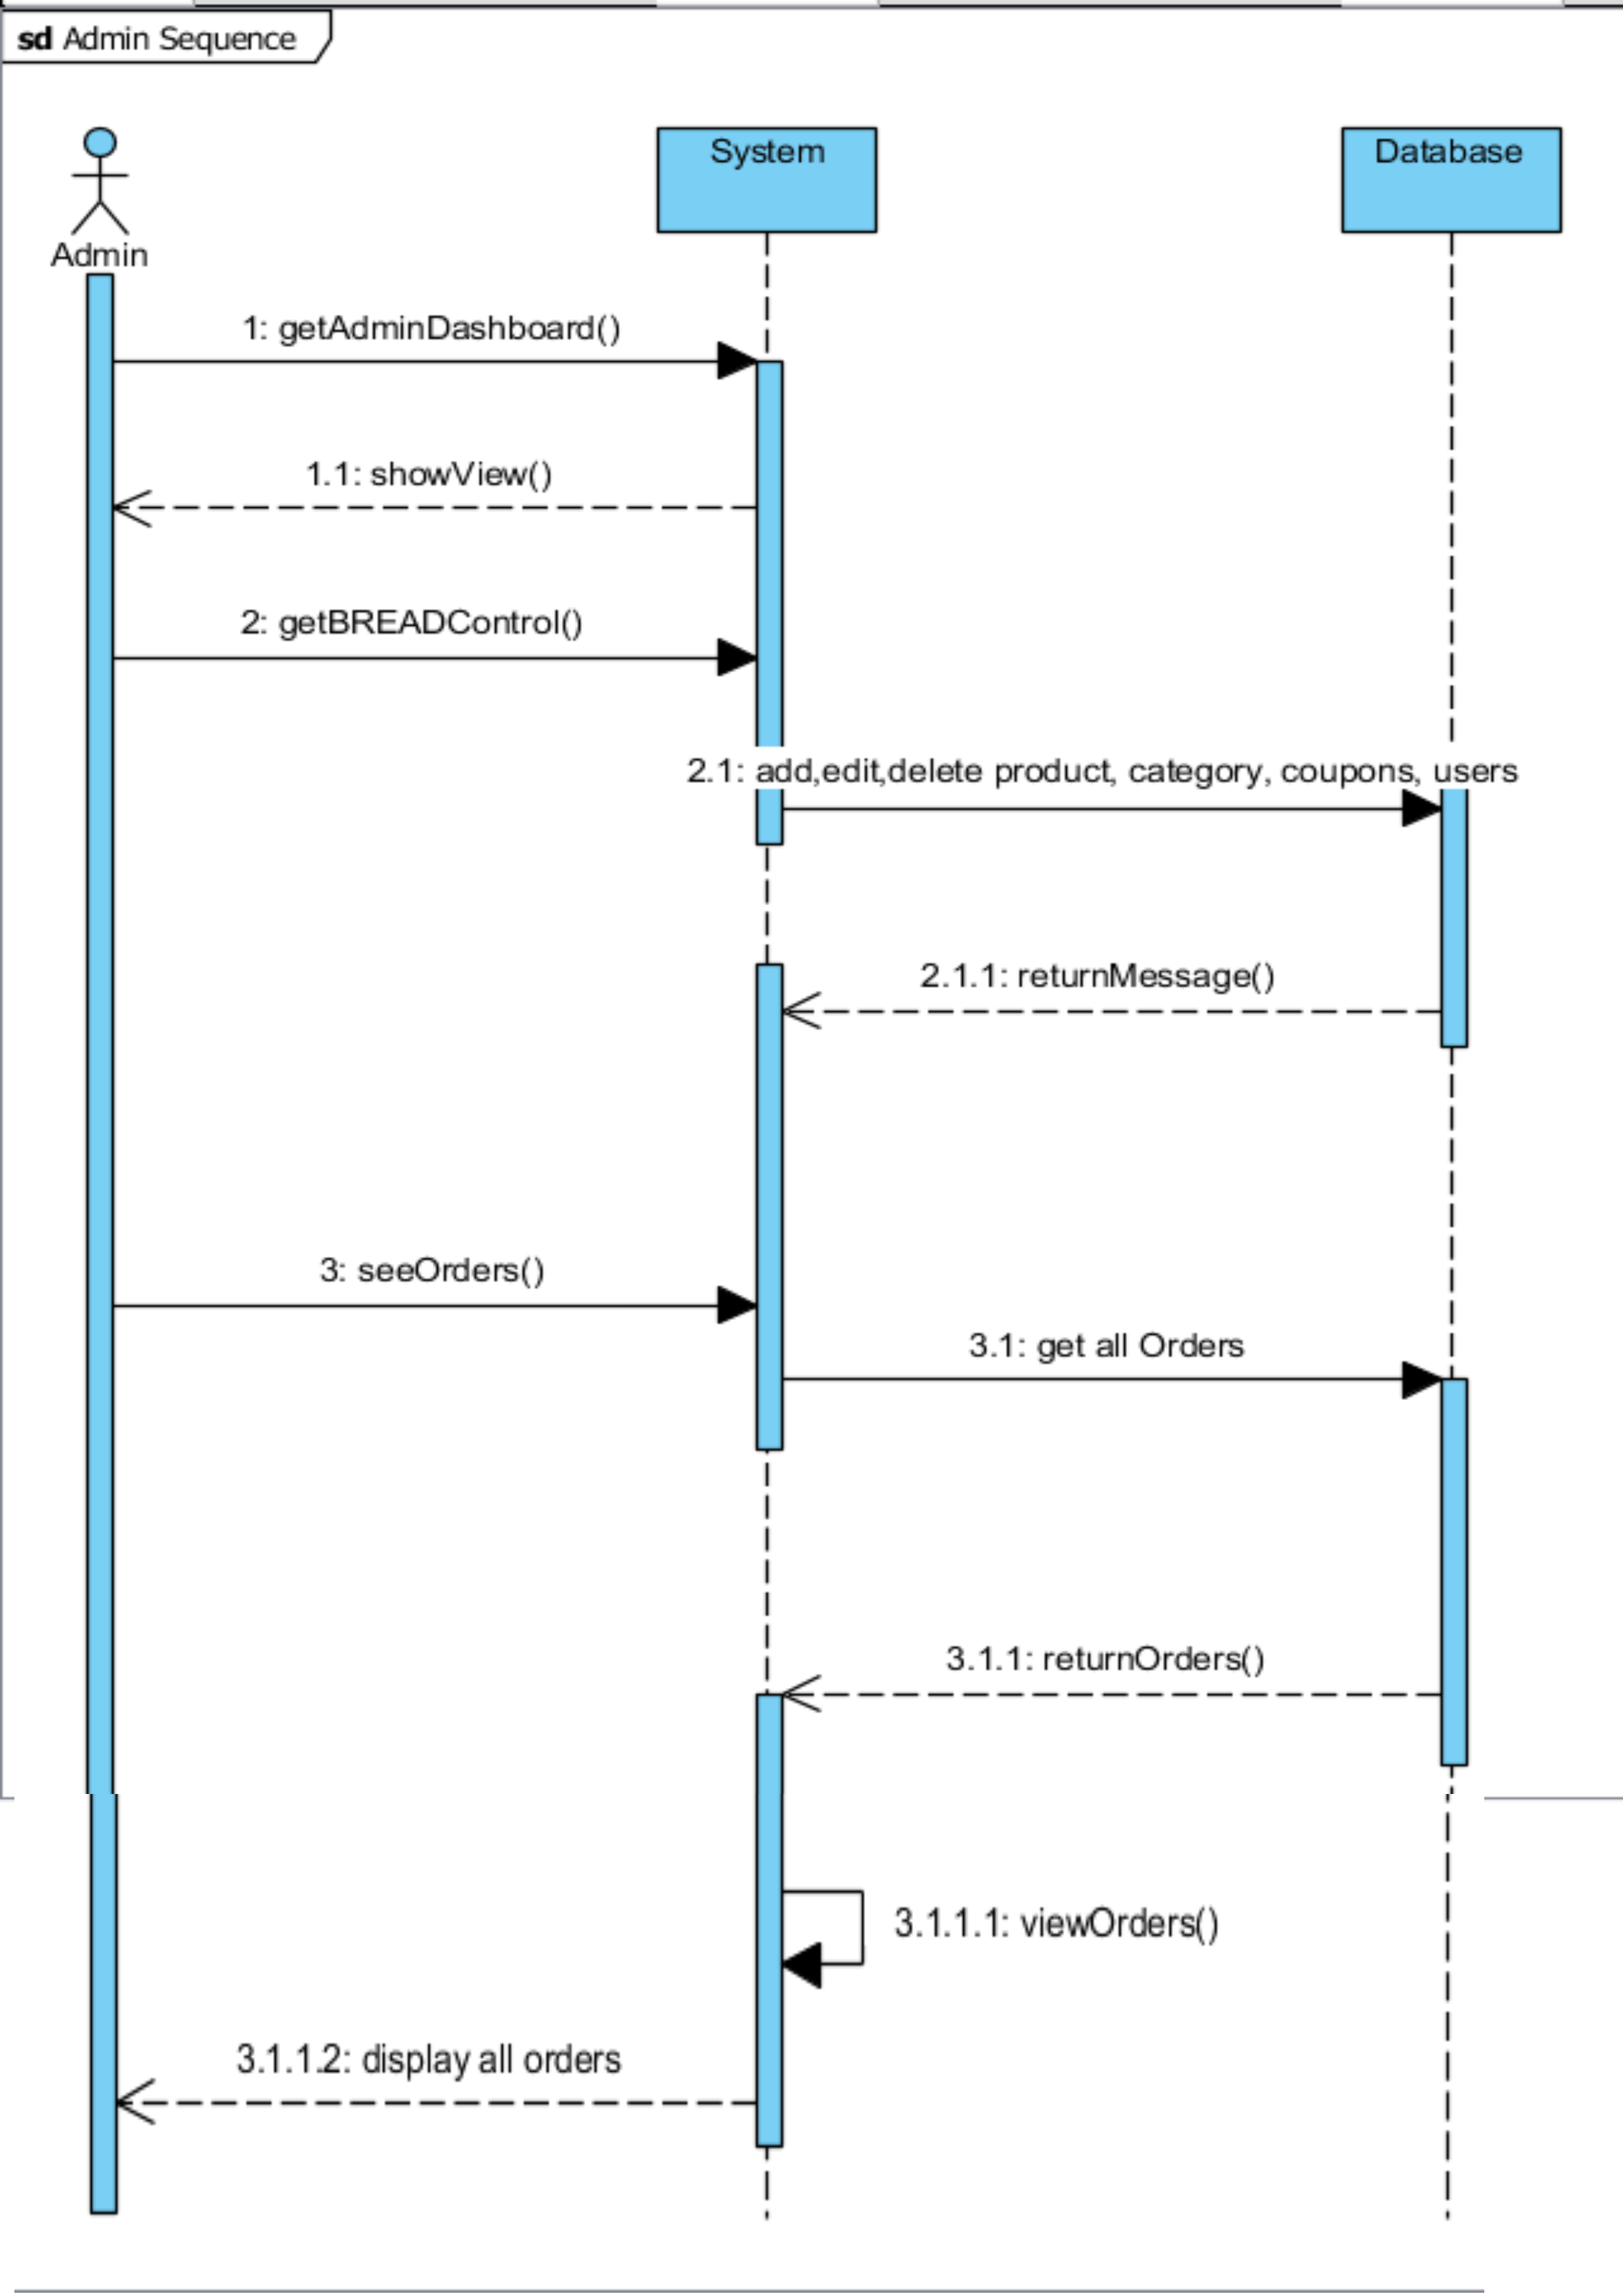 sd Admin Sequence
System
Database
Admin
1: getAdminDashboard()
1.1: showView()
2: getBREADControl()
2.1: add,edit,delete product, category, coupons, users
2.1.1: returnMessage()
3: seeOrders()
3.1: get all Orders
3.1.1: returnOrders()
3.1.1.1: viewOrders()
3.1.1.2: display all orders